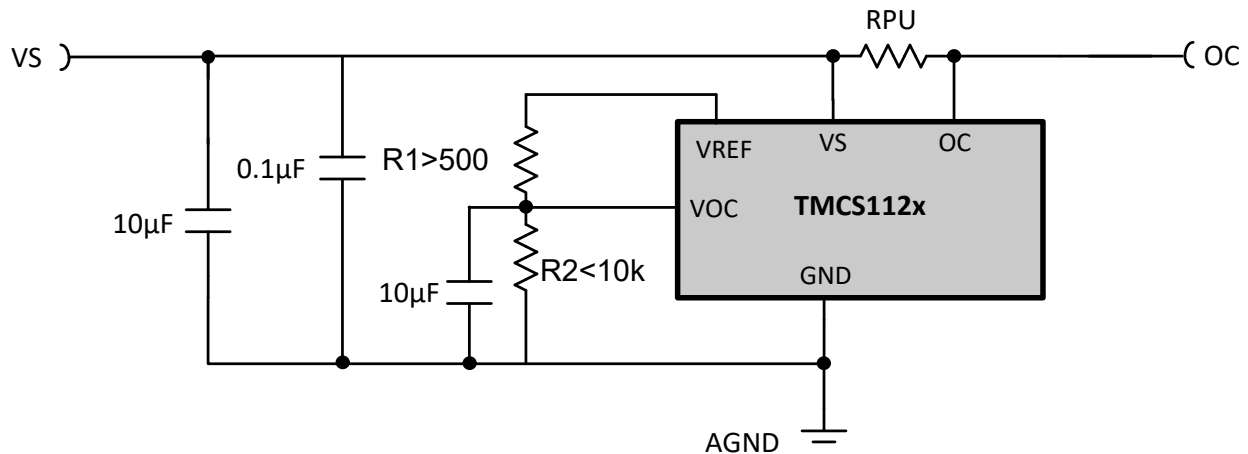 RPU
VS
OC
VREF
VS
OC
0.1µF
R1>500
10µF
VOC
TMCS112x
R2<10k
10µF
GND
AGND